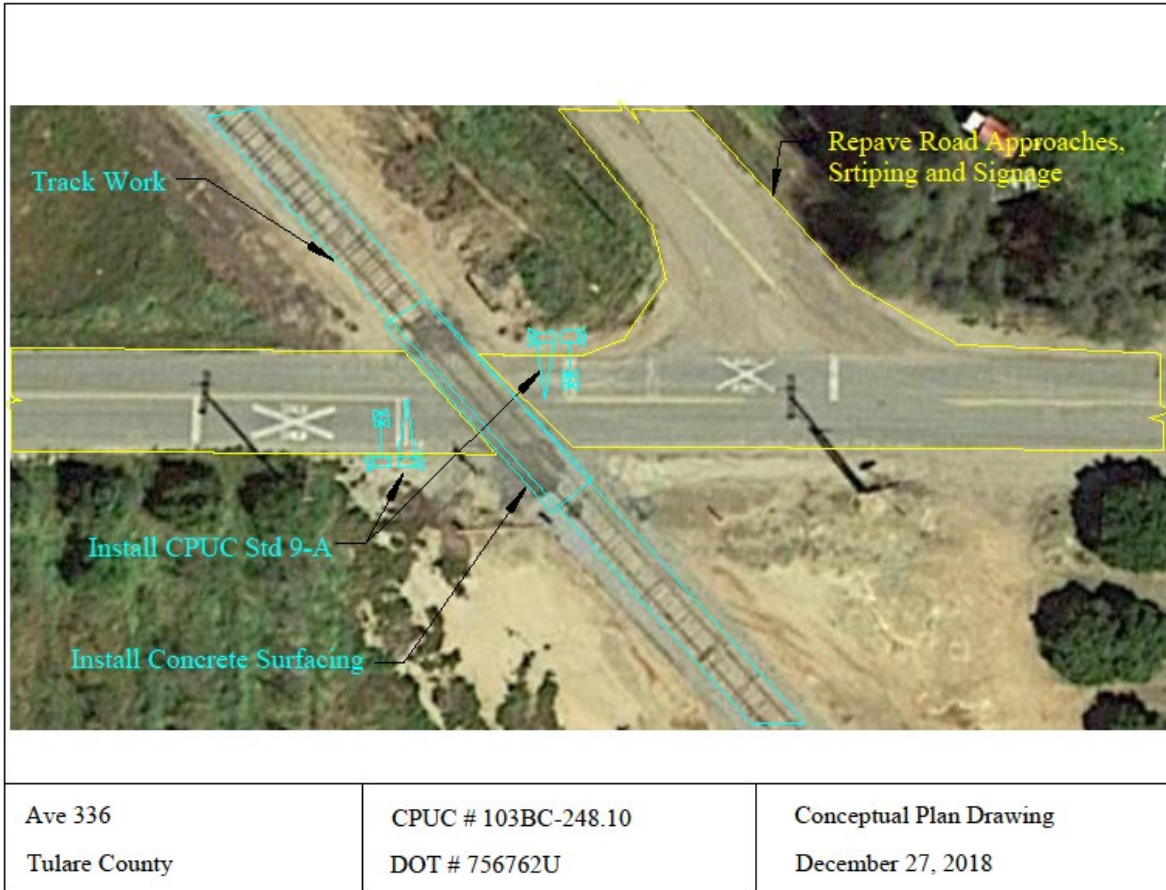 Track Work
Repave Road Approaches,
Srtiping and Signage
Install CPUC Std 9-A
Install Concrete Surfacing
Ave 336
Tulare County
CPUC # 103BC-248.10
DOT # 756762U
Conceptual Plan Drawing
December 27, 2018